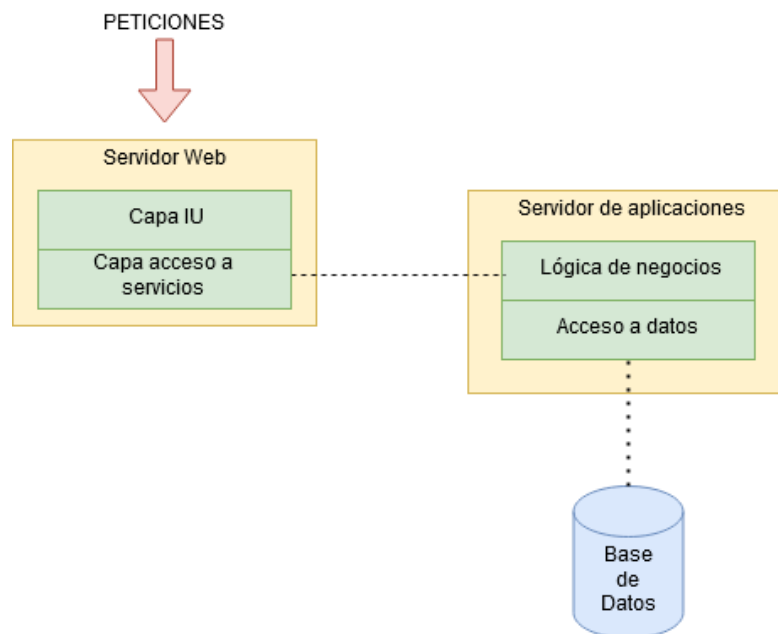 PETICIONES
Servidor Web
Capa IU
Capa acceso a
servicios
Servidor de aplicaciones
Lógica de negocios
Acceso a datos
Base
de
Datos